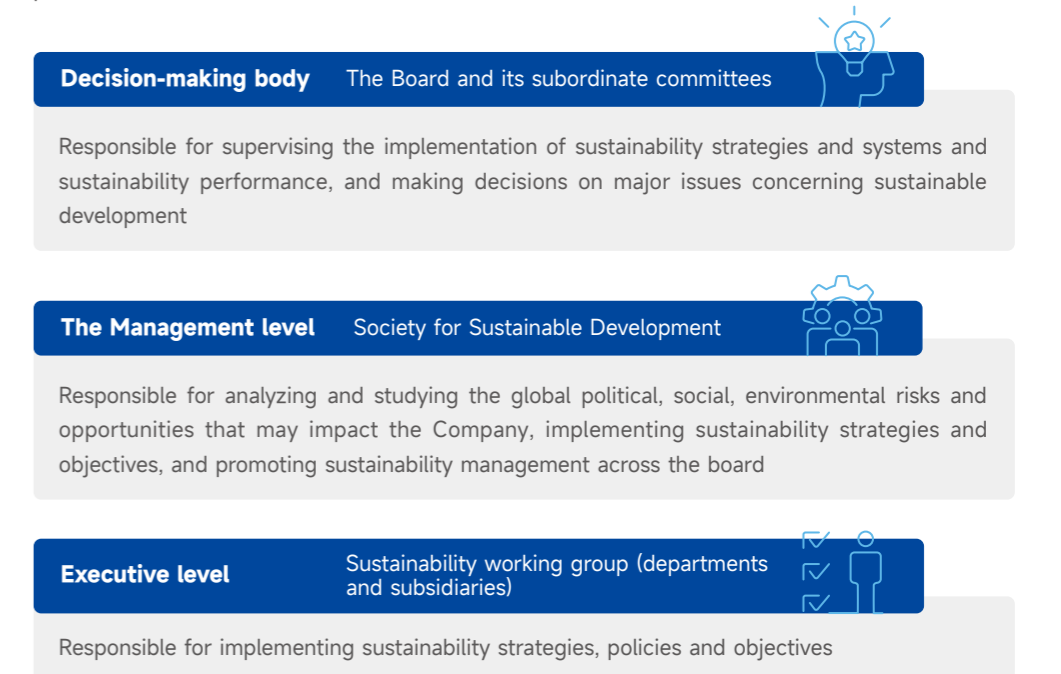 Decision-making body The Board and its subordinate committees
Responsible for supervising the implementation of sustainability strategies and systems and
sustainability performance, and making decisions on major issues concerning sustainable
development
The Management level Society for Sustainable Development
Responsible for analyzing and studying the global political, social, environmental risks and
opportunities that may impact the Company, implementing sustainability strategies and
objectives, and promoting sustainability management across the board
Executive level
Sustainability working group (departments
and subsidiaries)
Responsible for implementing sustainability strategies, policies and objectives